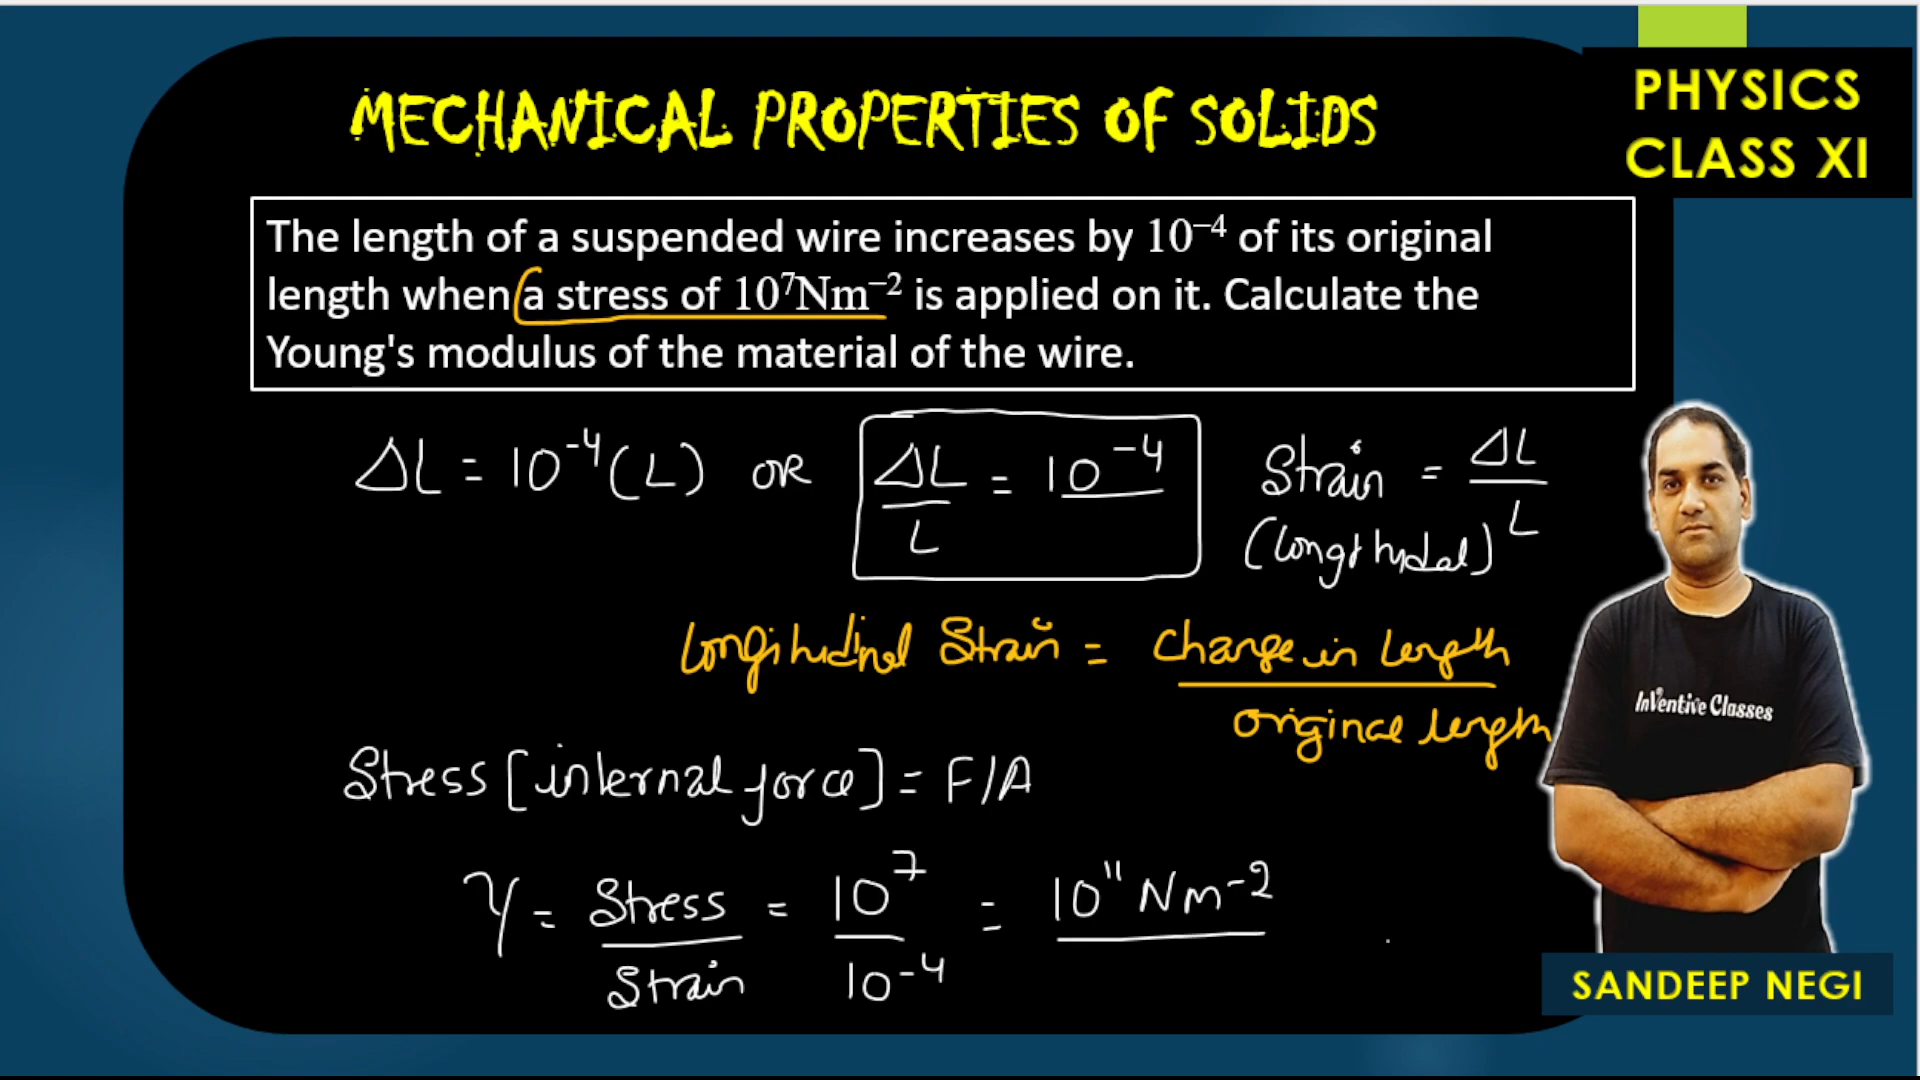 MECHANICAL PROPERTIES OF SOLIDS
PHYSICS
CLASS XI
The length of a suspended wire increases by 10⁻⁴ of its original
length when a stress of 10⁷Nm⁻² is applied on it. Calculate the
Young's modulus of the material of the wire.
ΔL = 10⁻⁴ (L) OR ΔL/L = 10⁻⁴ Strain = ΔL/L
Longitudinal Strain = Change in length
original length
Stress [internal force] = F/A
Y = Stress/Strain = 10⁷/10⁻⁴ = 10¹¹ Nm-2
InVentive Classes
SANDEEP NEGI